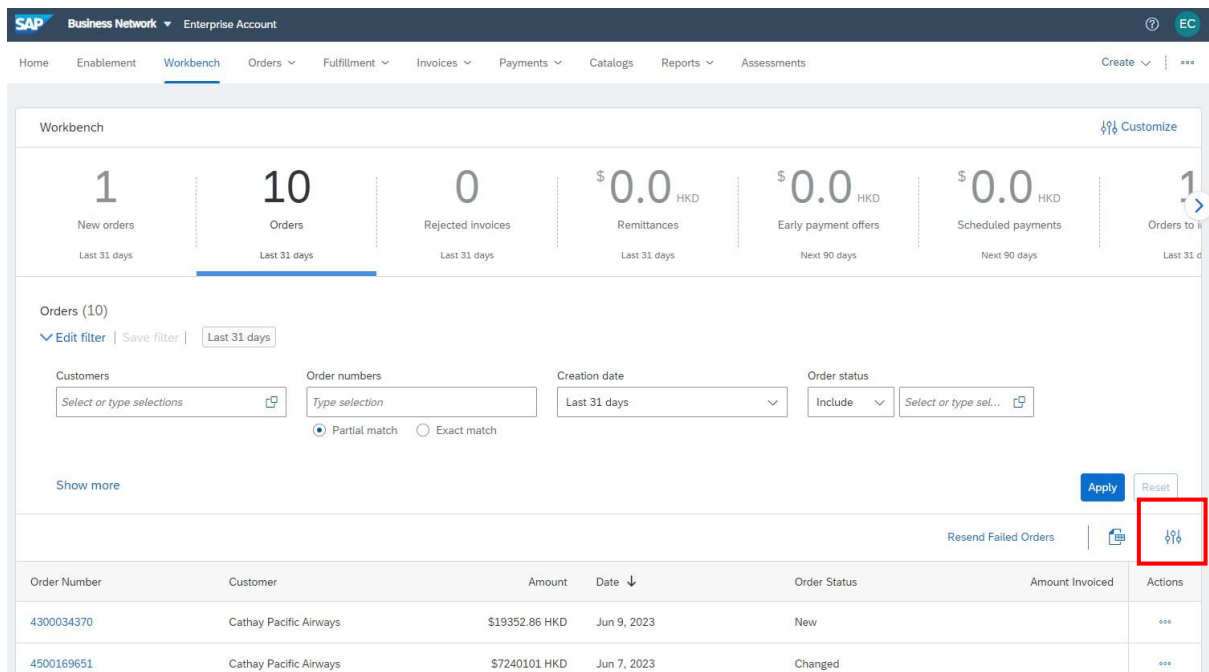 SAP Business Network Enterprise Account EC
Home Enablement Workbench Orders Fulfillment Invoices Payments Catalogs Reports Assessments Create
Workbench Customize
1 10 0 $0.0 HKD $0.0 HKD $0.0 HKD 1
New orders Orders Rejected invoices Remittances Early payment offers Scheduled payments Orders to
Last 31 days Last 31 days Last 31 days Last 31 days Next 90 days Next 90 days Last 31
Orders (10)
Edit filter | Save filter | Last 31 days
Customers Order numbers Creation date Order status
Select or type selections Type selection Last 31 days Include Select or type sel...
Partial match Exact match
Show more Apply Reset
Resend Failed Orders
Order Number Customer Amount Date Order Status Amount Invoiced Actions
4300034370 Cathay Pacific Airways $19352.86 HKD Jun 9, 2023 New
4500169651 Cathay Pacific Airways $7240101 HKD Jun 7, 2023 Changed